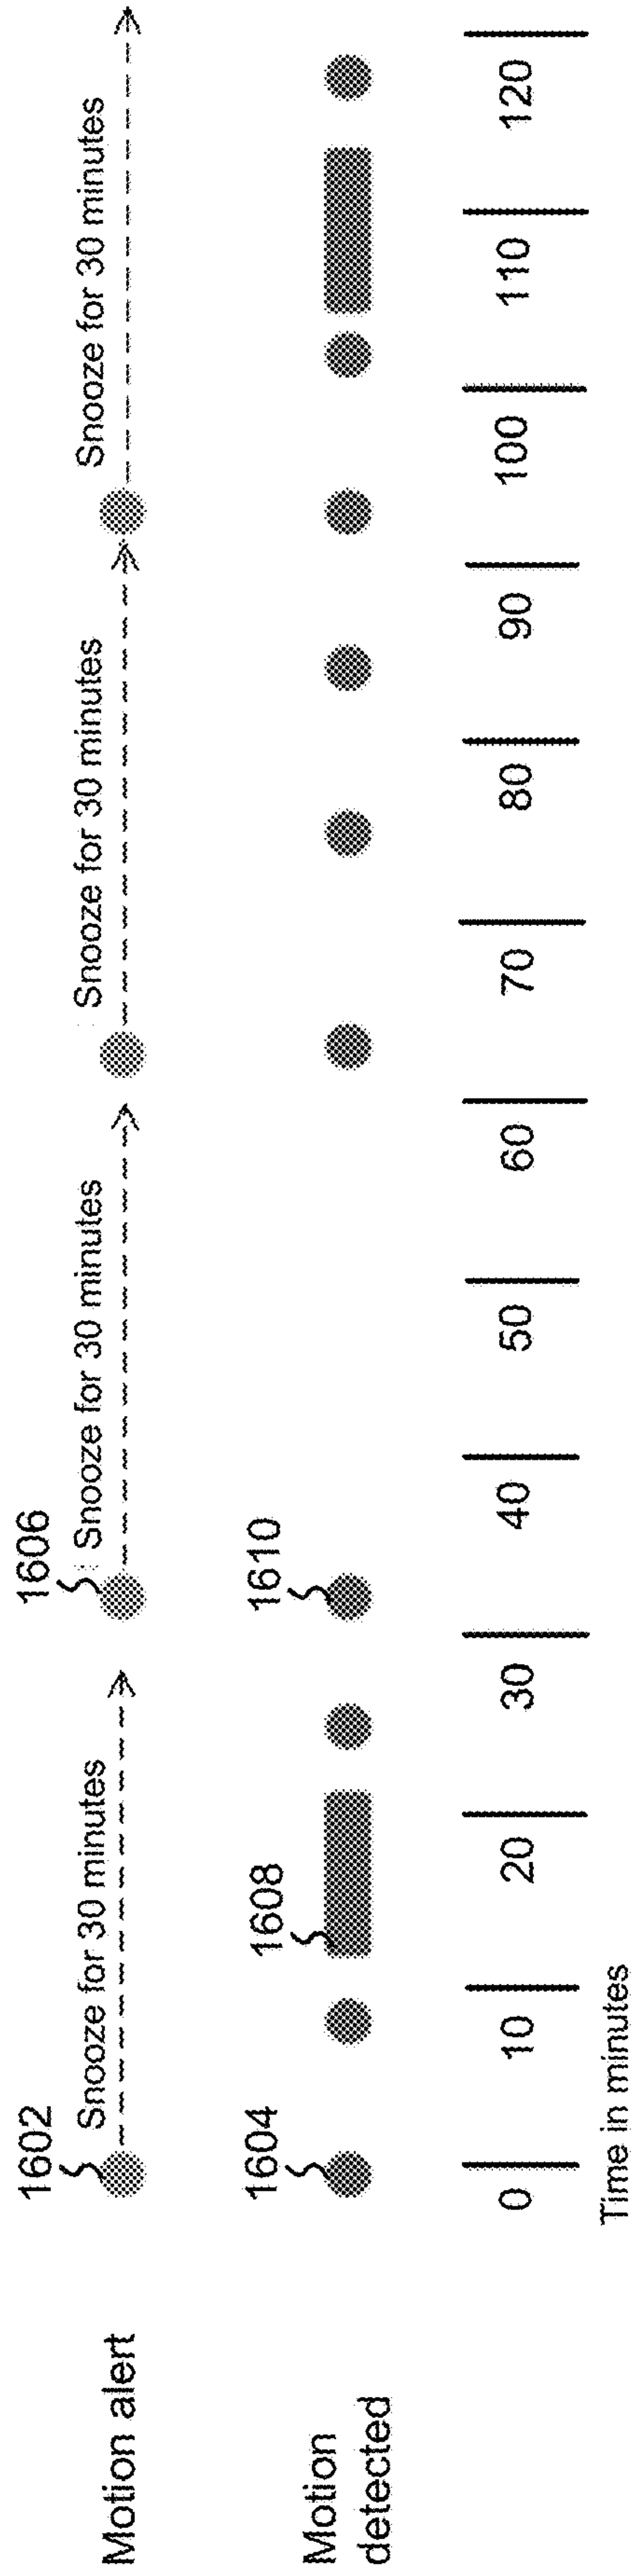 1602
1606
Motion alert
Snooze for 30 minutes
Snooze for 30 minutes
Snooze for 30 minutes
Snooze for 30 minutes
1604
1608
1610
Motion
detected
0
10
20
30
40
50
60
70
80
90
100
110
120
Time in minutes